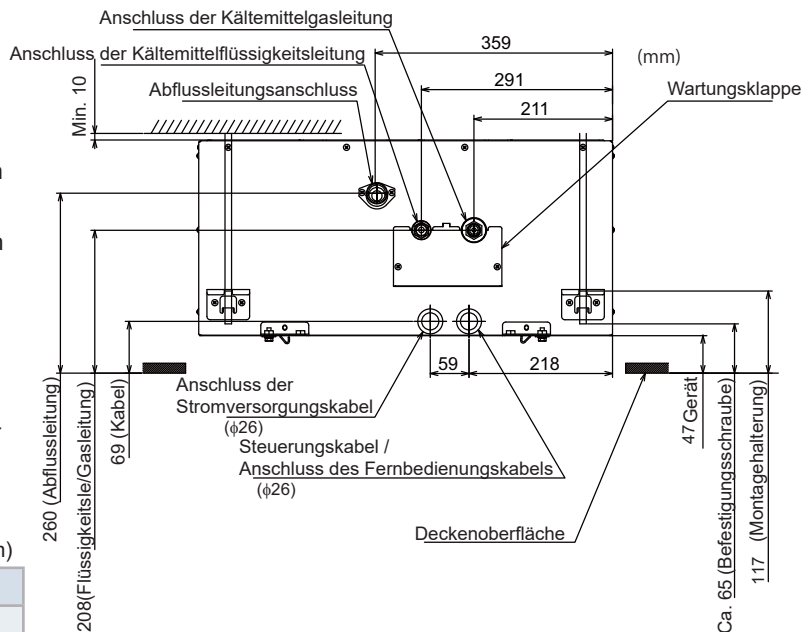 Anschluss der Kältemittelgasleitung
359
Anschluss der Kältemittelflüssigkeitsleitung
(mm)
291
Wartungsklappe
Abflussleitungsanschluss
211
Min. 10
n
n
59
218
Anschluss der
Stromversorgungskabel
(ϕ26)
Steuerungskabel /
Anschluss des Fernbedienungskabels
(ϕ26)
Deckenoberfläche
260 (Abflussleitung)
208(Flüssigkeitsle/Gasleitung)
69 (Kabel)
47Gerät
Ca. 65 (Befestigungsschraube)
117 (Montagehalterung)
)